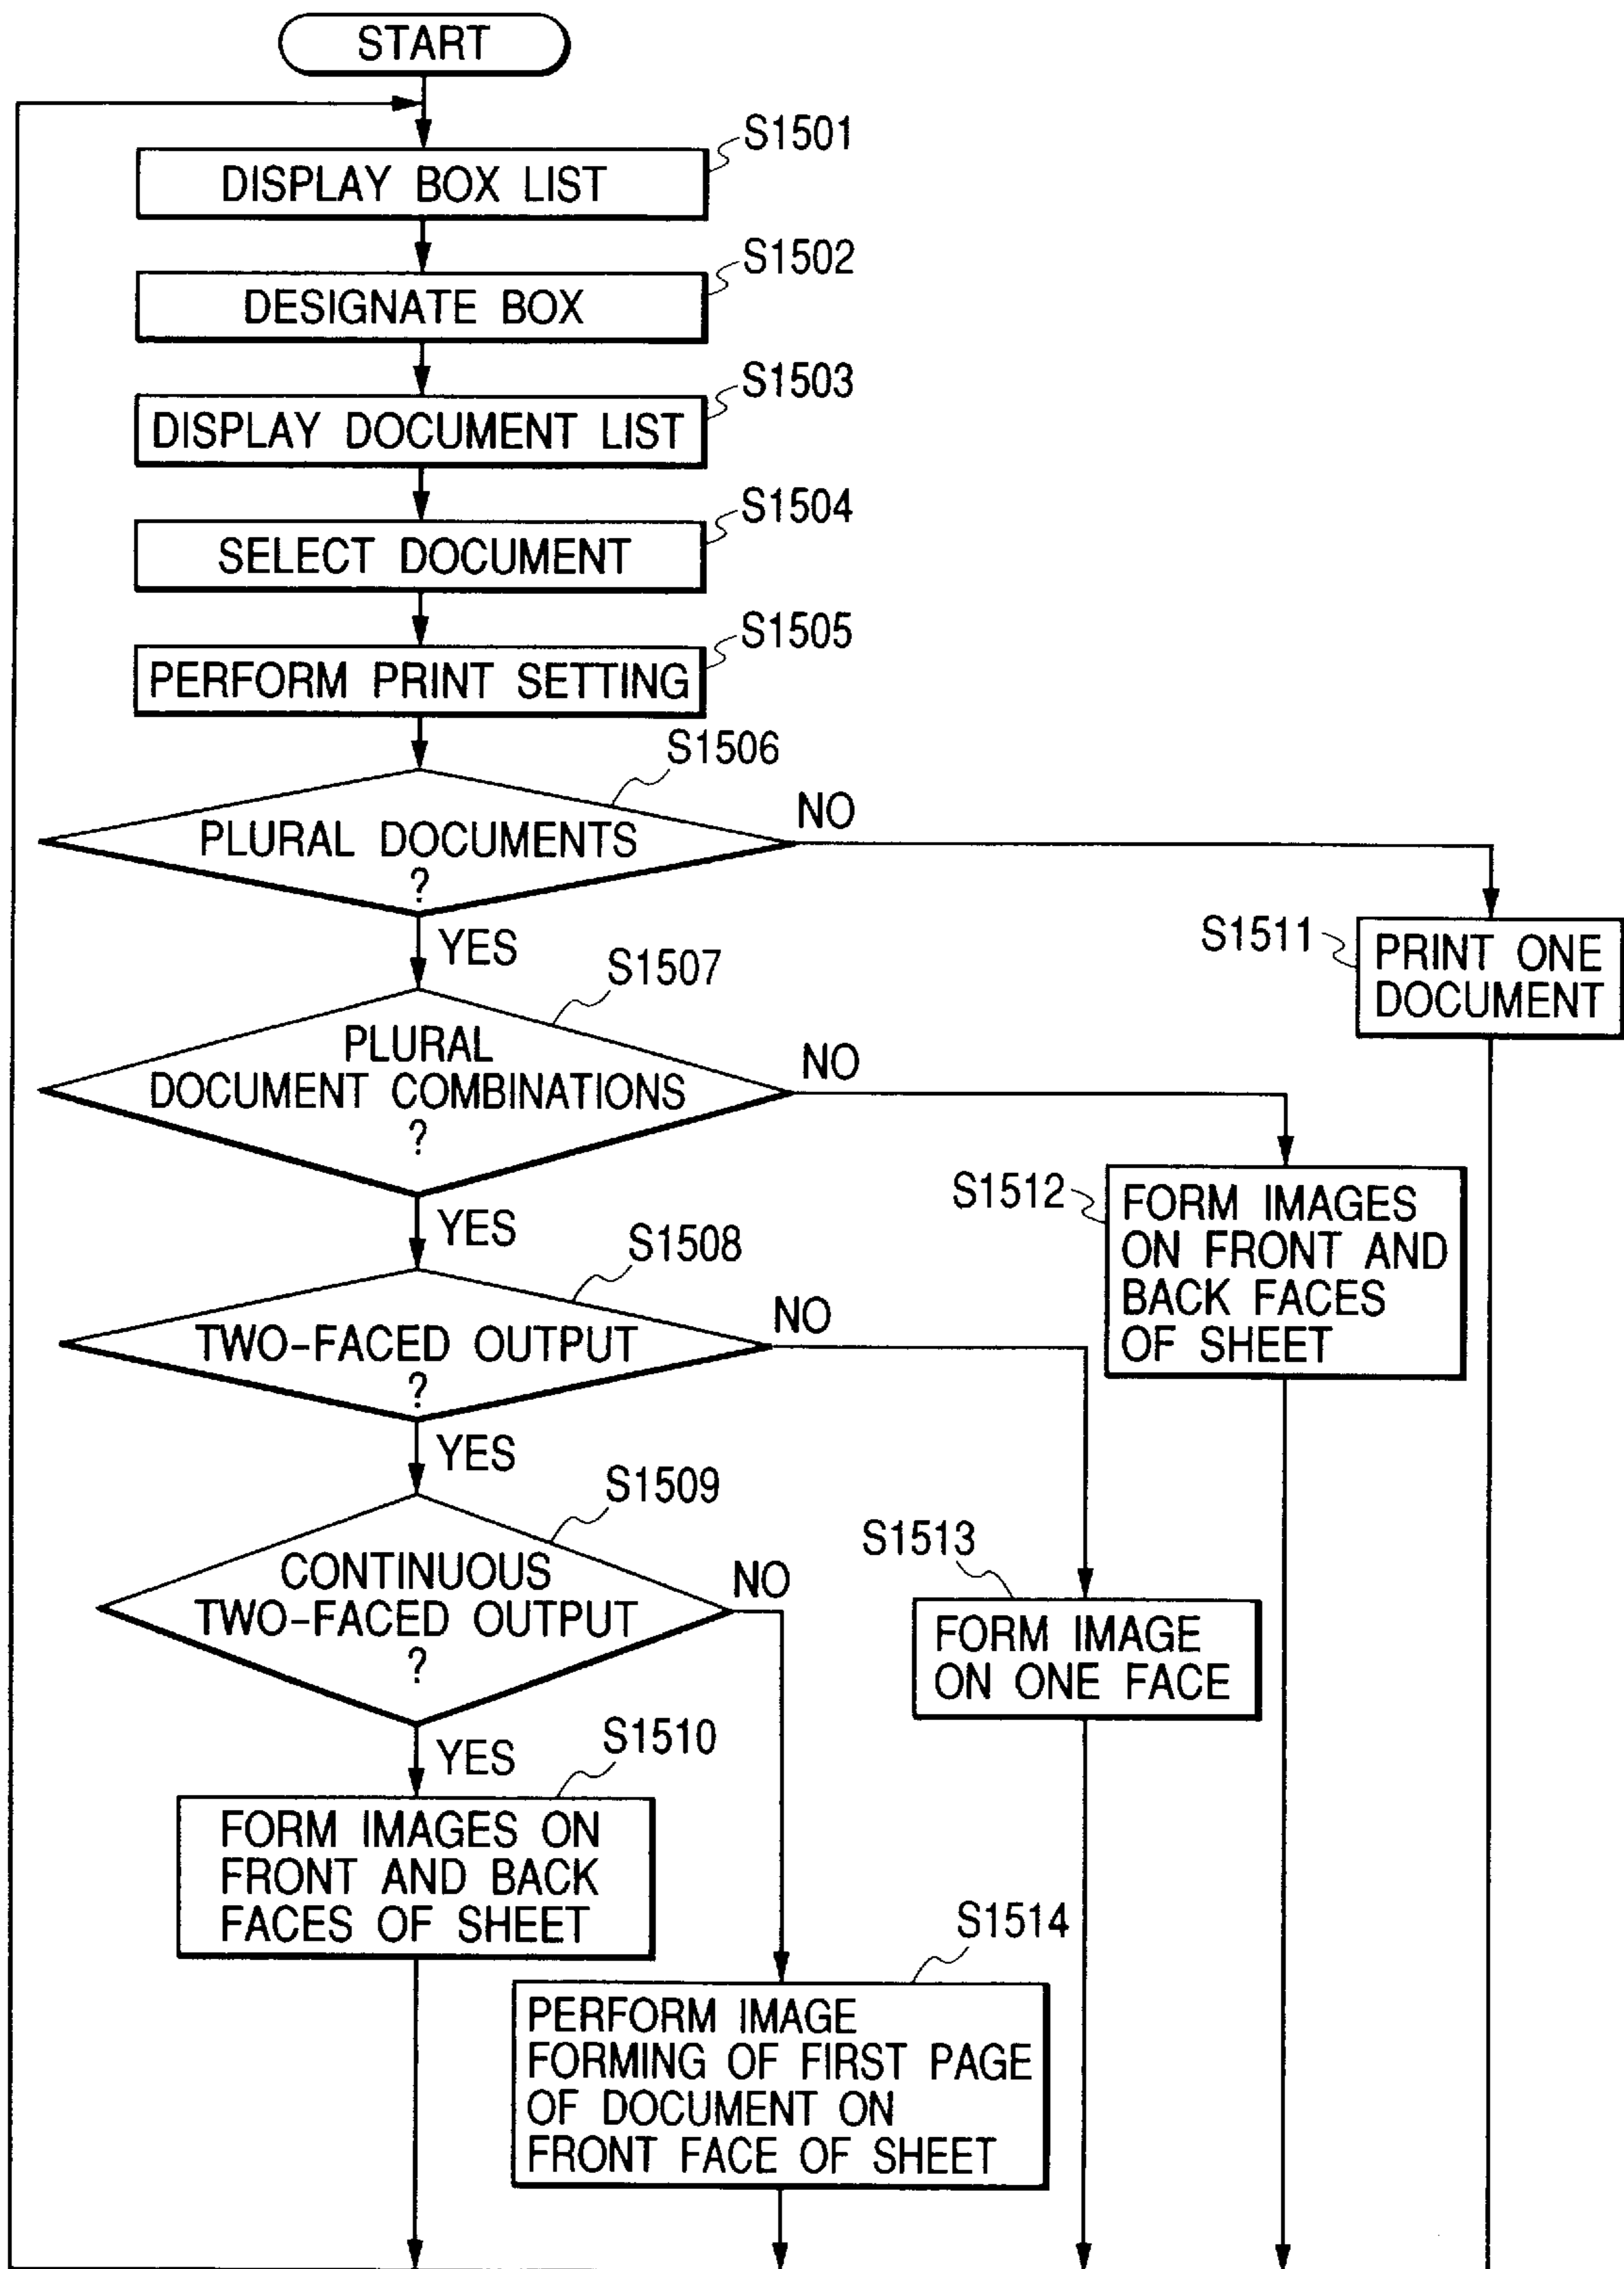 START
S1501
DISPLAY BOX LIST
S1502
DESIGNATE BOX
S1503
DISPLAY DOCUMENT LIST
S1504
SELECT DOCUMENT
S1505
PERFORM PRINT SETTING
S1506
PLURAL DOCUMENTS
?
NO
YES
S1511
PRINT ONE
DOCUMENT
S1507
PLURAL
DOCUMENT COMBINATIONS
?
NO
YES
S1512
FORM IMAGES
ON FRONT AND
BACK FACES
OF SHEET
S1508
TWO-FACED OUTPUT
?
NO
YES
S1509
CONTINUOUS
TWO-FACED OUTPUT
?
NO
YES
S1513
FORM IMAGE
ON ONE FACE
S1510
FORM IMAGES ON
FRONT AND BACK
FACES OF SHEET
S1514
PERFORM IMAGE
FORMING OF FIRST PAGE
OF DOCUMENT ON
FRONT FACE OF SHEET